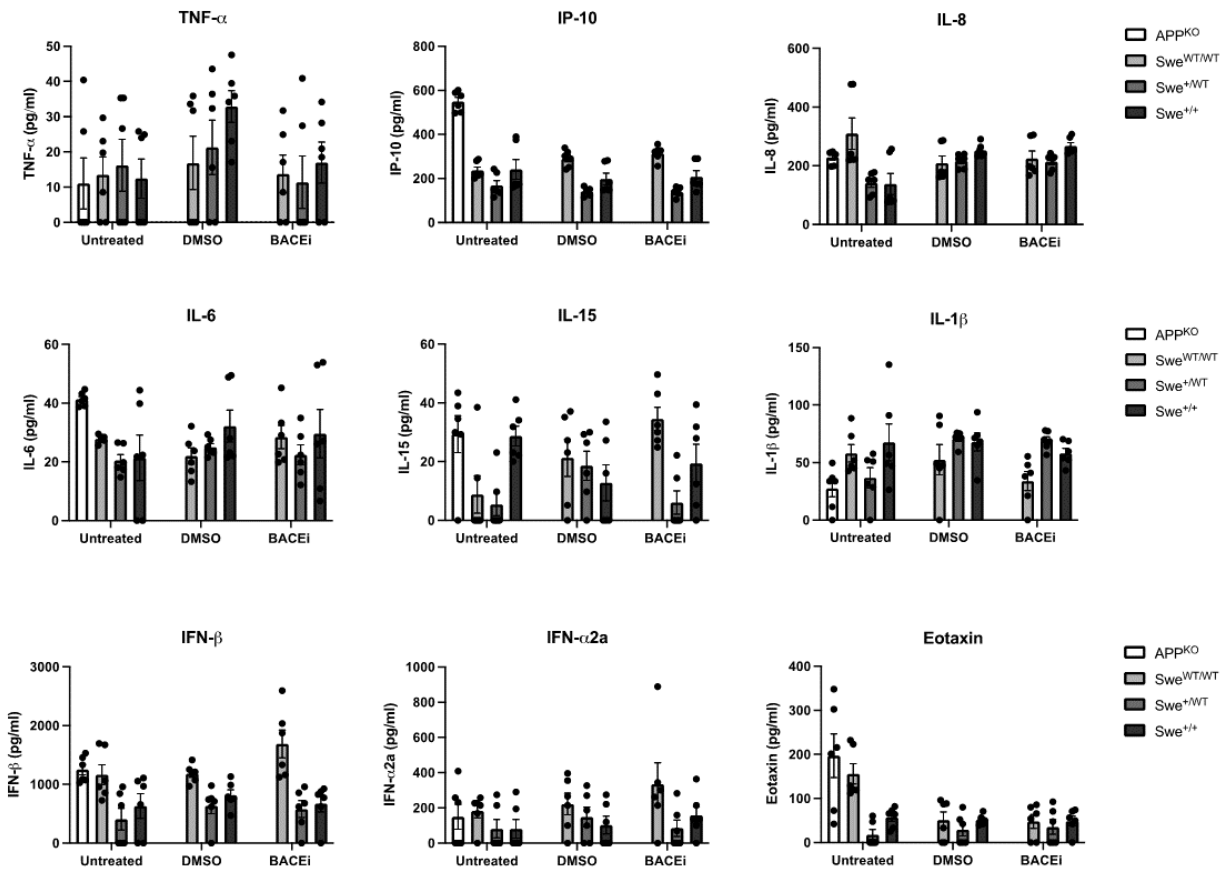 TNF-α
50
40
30
20
10
0
TNF-α (pg/ml)
Untreated DMSO BACEi
IP-10
800
600
400
200
0
IP-10 (pg/ml)
Untreated DMSO BACEi
IL-8
600
400
200
0
IL-8 (pg/ml)
Untreated DMSO BACEi
APP^KO
Swe^WT/WT
Swe^+/WT
Swe^+/+
IL-6
60
40
20
0
IL-6 (pg/ml)
Untreated DMSO BACEi
IL-15
60
40
20
0
IL-15 (pg/ml)
Untreated DMSO BACEi
IL-1β
150
100
50
0
IL-1β (pg/ml)
Untreated DMSO BACEi
APP^KO
Swe^WT/WT
Swe^+/WT
Swe^+/+
IFN-β
3000
2000
1000
0
IFN-β (pg/ml)
Untreated DMSO BACEi
IFN-α2a
1000
800
600
400
200
0
IFN-α2a (pg/ml)
Untreated DMSO BACEi
Eotaxin
400
300
200
100
0
Eotaxin (pg/ml)
Untreated DMSO BACEi
APP^KO
Swe^WT/WT
Swe^+/WT
Swe^+/+